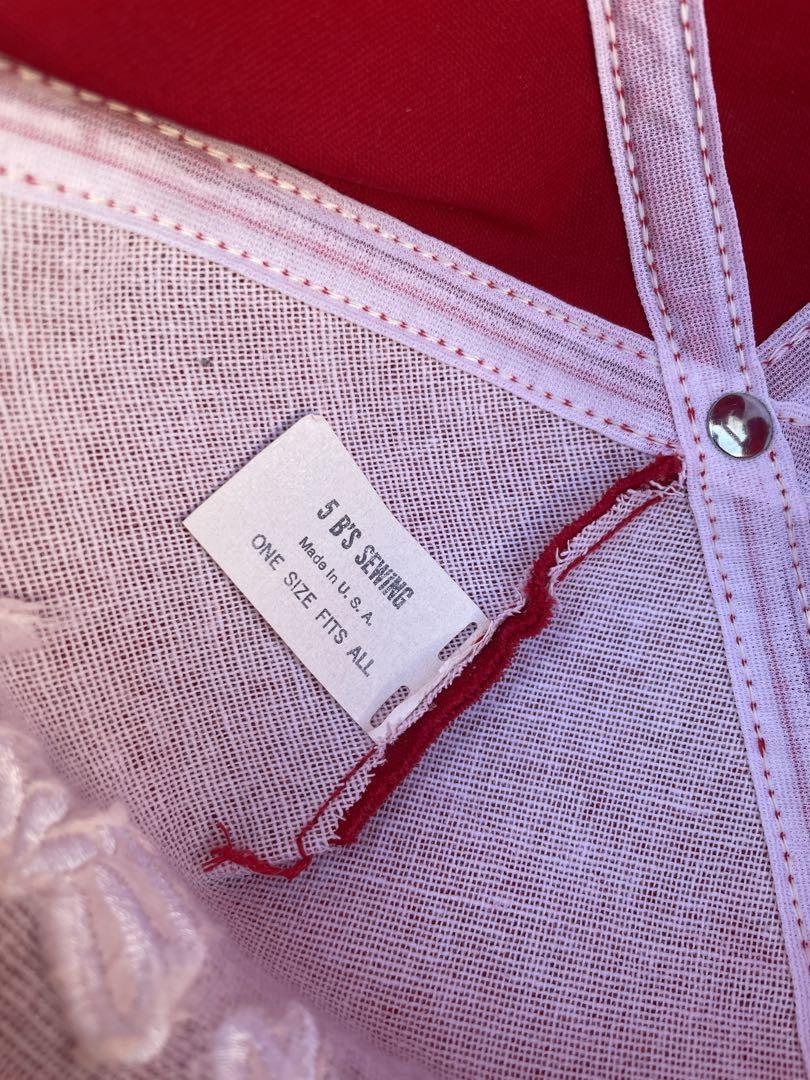 5 B'S SEWING
Made In U. S. A.
ONE SIZE FITS ALL